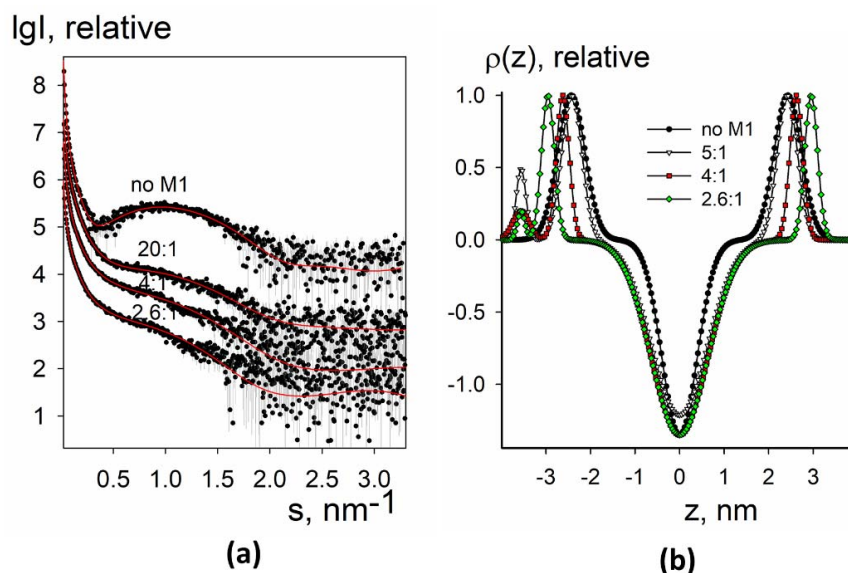 lgI, relative
8
7
6
5
4
3
2
1
no M1
20:1
4:1
2.6:1
0.5 1.0 1.5 2.0 2.5 3.0
s, nm-1
(a)
ρ(z), relative
1.0
0.5
0.0
-0.5
-1.0
no M1
5:1
4:1
2.6:1
-3 -2 -1 0 1 2 3
z, nm
(b)